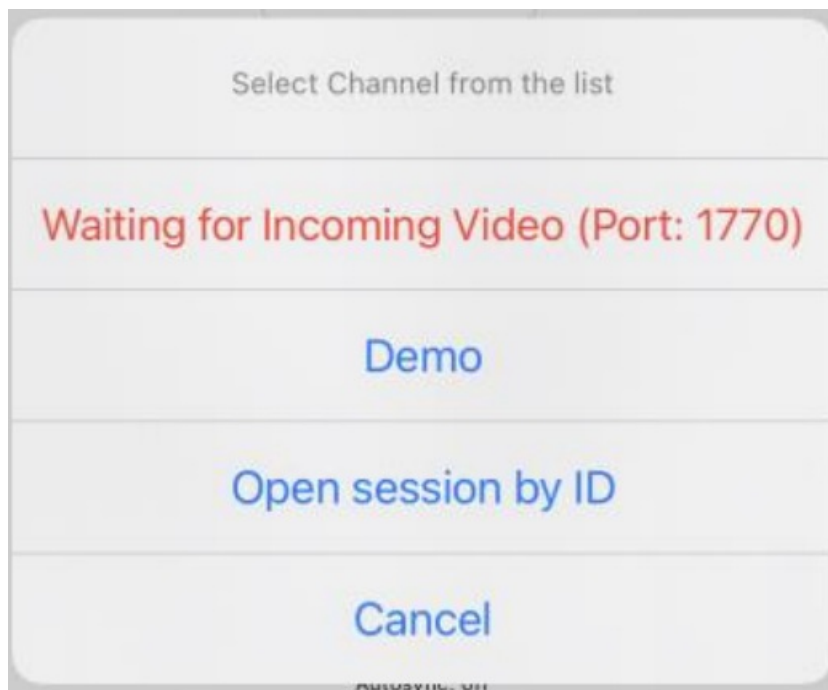 Select Channel from the list
Waiting for Incoming Video (Port: 1770)
Demo
Open session by ID
Cancel